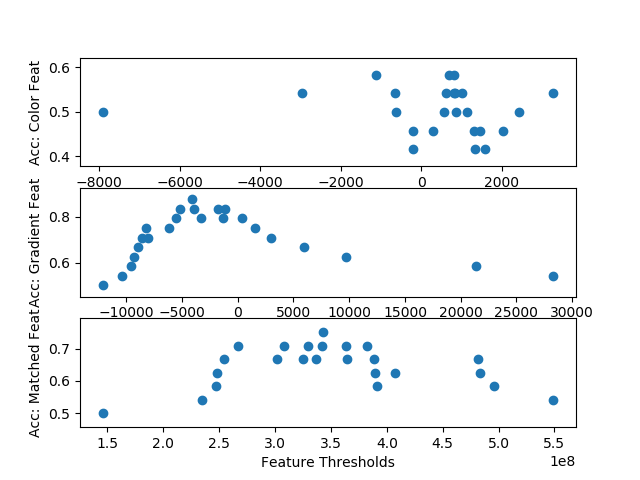 Acc: Color Feat
0.6
0.5
0.4
−8000 −6000 −4000 −2000 0 2000
Acc: Gradient Feat
0.8
0.6
−10000 −5000 0 5000 10000 15000 20000 25000 30000
Acc: Matched Feat
0.7
0.6
0.5
1.5 2.0 2.5 3.0 3.5 4.0 4.5 5.0 5.5
1e8
Feature Thresholds